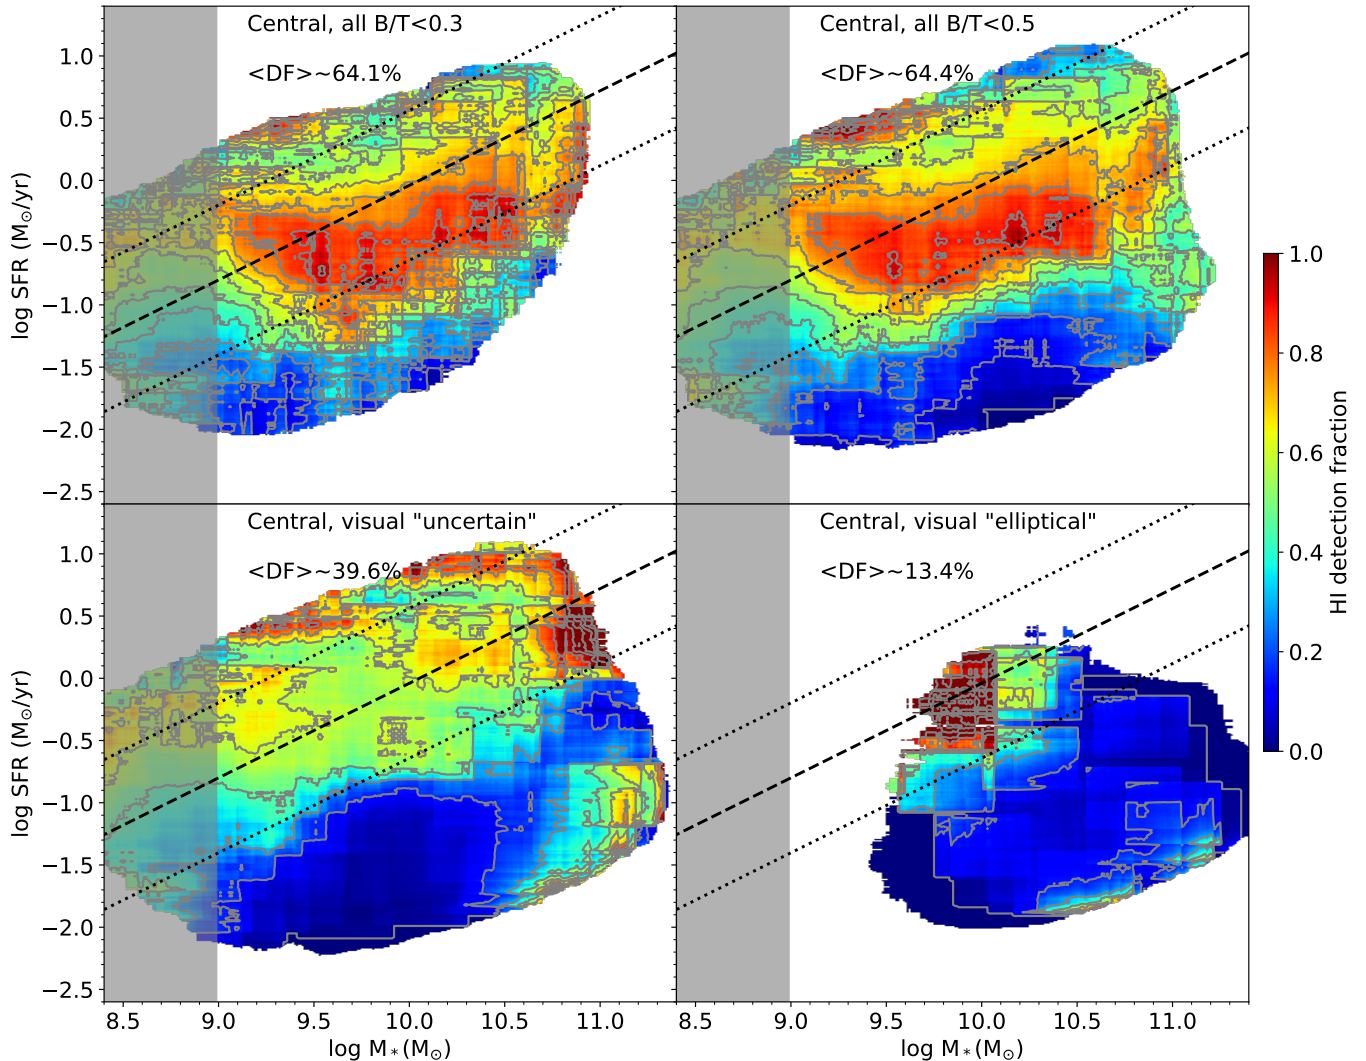 Central, all B/T<0.3
<DF>~64.1%
Central, all B/T<0.5
<DF>~64.4%
1.0
0.5
0.0
−0.5
−1.0
−1.5
−2.0
−2.5
log SFR (M⊙/yr)
Central, visual "uncertain"
<DF>~39.6%
Central, visual "elliptical"
<DF>~13.4%
1.0
0.5
0.0
−0.5
−1.0
−1.5
−2.0
−2.5
log SFR (M⊙/yr)
8.5 9.0 9.5 10.0 10.5 11.0
log M*(M⊙)
8.5 9.0 9.5 10.0 10.5 11.0
log M*(M⊙)
1.0
0.8
0.6
0.4
0.2
0.0
HI detection fraction